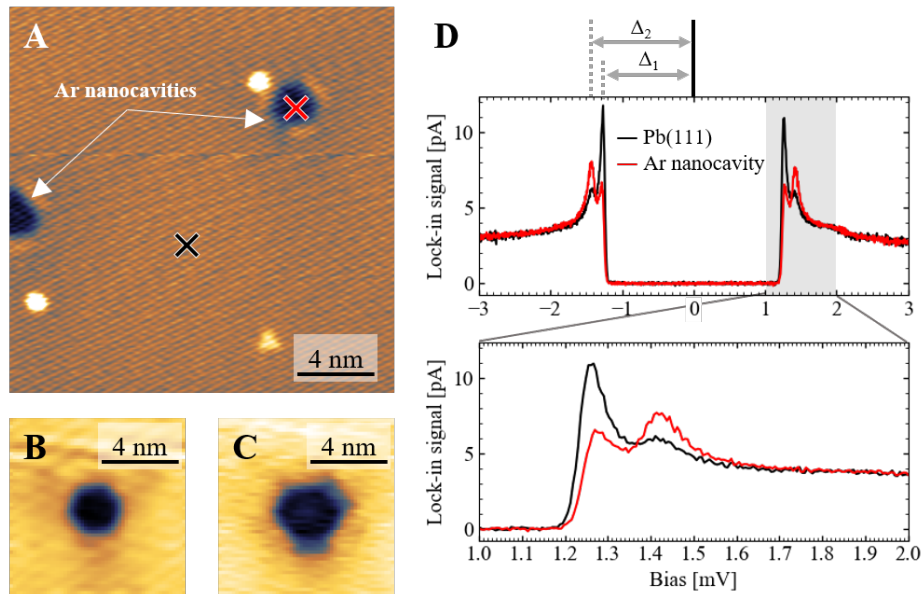 A
Ar nanocavities
4 nm
B
4 nm
C
4 nm
D
Δ2
Δ1
Lock-in signal [pA]
10
5
0
Pb(111)
Ar nanocavity
−3 −2 −1 0 1 2 3
Lock-in signal [pA]
10
5
0
1.0 1.1 1.2 1.3 1.4 1.5 1.6 1.7 1.8 1.9 2.0
Bias [mV]